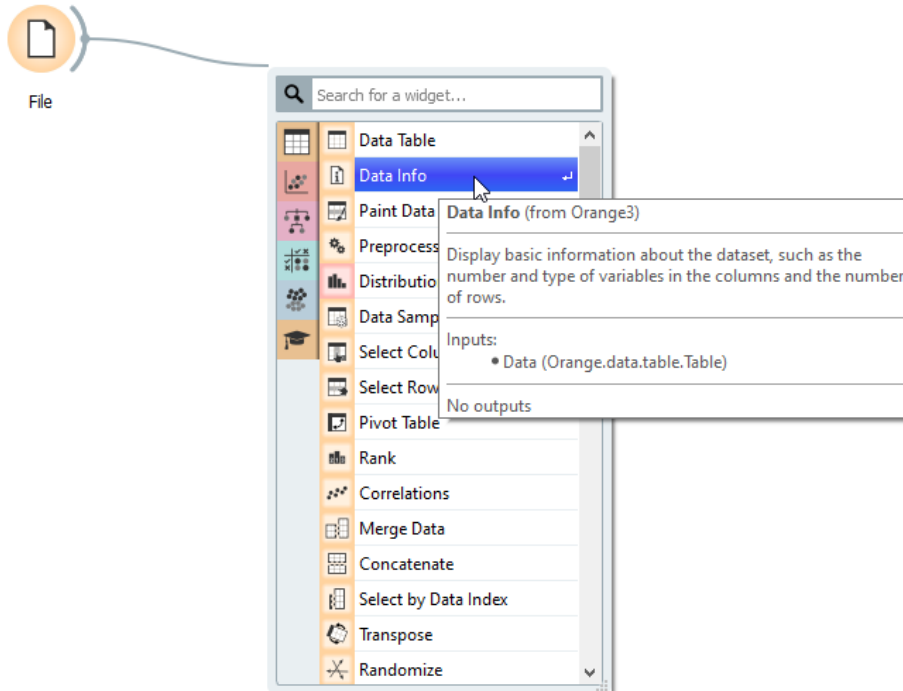 File
Search for a widget...
Data Table
Data Info
Paint Data
Preprocess
Distributio
Data Samp
Select Colu
Select Row
Pivot Table
Rank
Correlations
Merge Data
Concatenate
Select by Data Index
Transpose
Randomize
Data Info (from Orange3)
Display basic information about the dataset, such as the
number and type of variables in the columns and the number
of rows.
Inputs:
• Data (Orange.data.table.Table)
No outputs